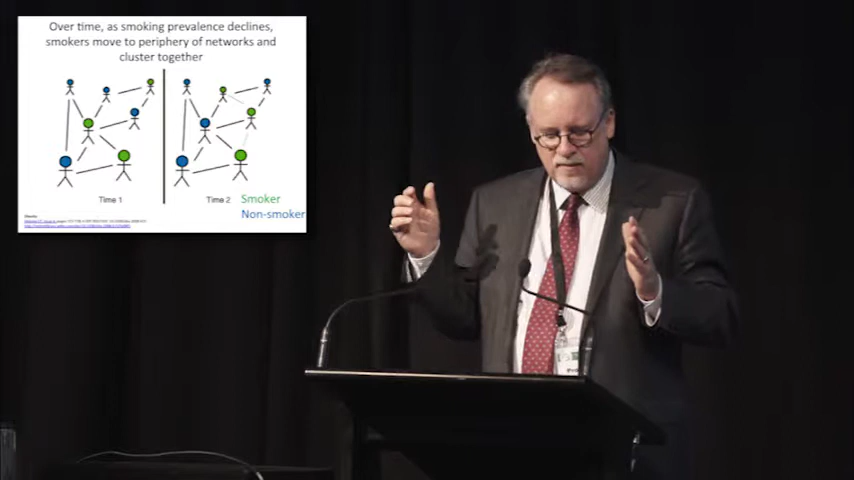 Over time, as smoking prevalence declines,
smokers move to periphery of networks and
cluster together
Time 1
Time 2
Smoker
Non-smoker